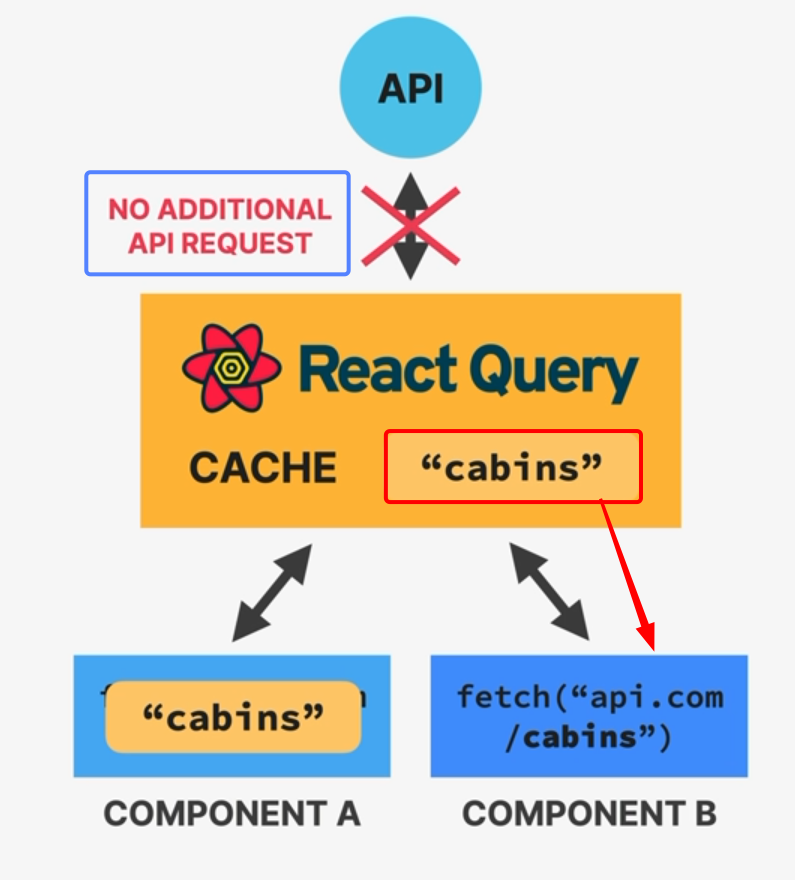 API
NO ADDITIONAL
API REQUEST
React Query
CACHE
“cabins”
“cabins”
fetch(“api.com
/cabins”)
COMPONENT A
COMPONENT B